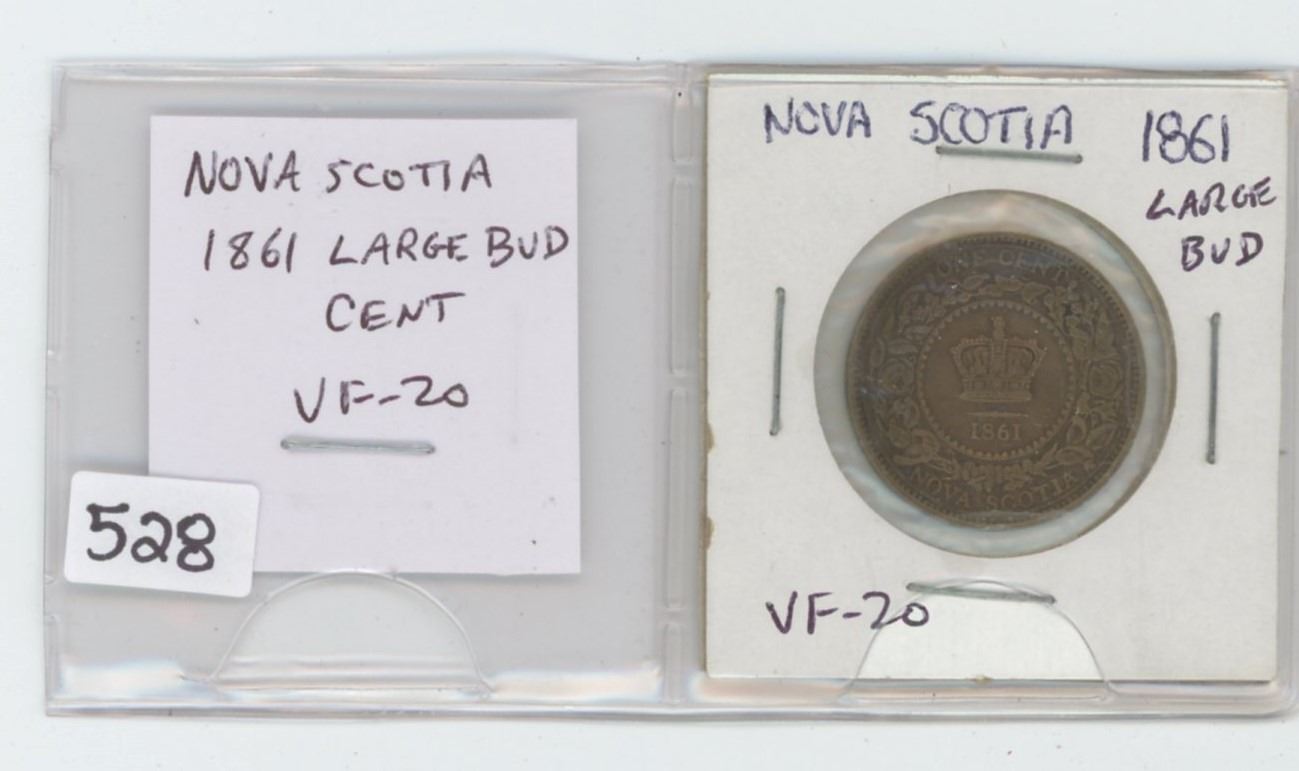 NOVA SCOTIA
1861 LARGE BUD
CENT
VF-20
528
NOVA SCOTIA 1861
LARGE
BUD
ONE CENT
1861
NOVA SCOTIA
VF-20